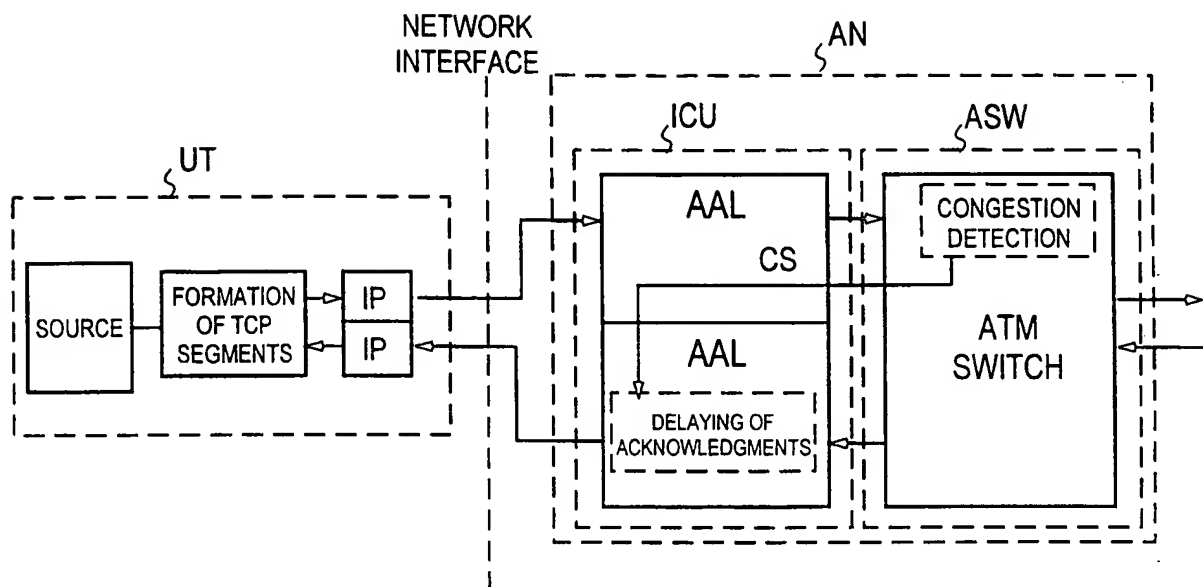 NETWORK
INTERFACE
AN
ICU
ASW
UT
SOURCE
FORMATION
OF TCP
SEGMENTS
IP
IP
AAL
CS
AAL
DELAYING OF
ACKNOWLEDGMENTS
CONGESTION
DETECTION
ATM
SWITCH